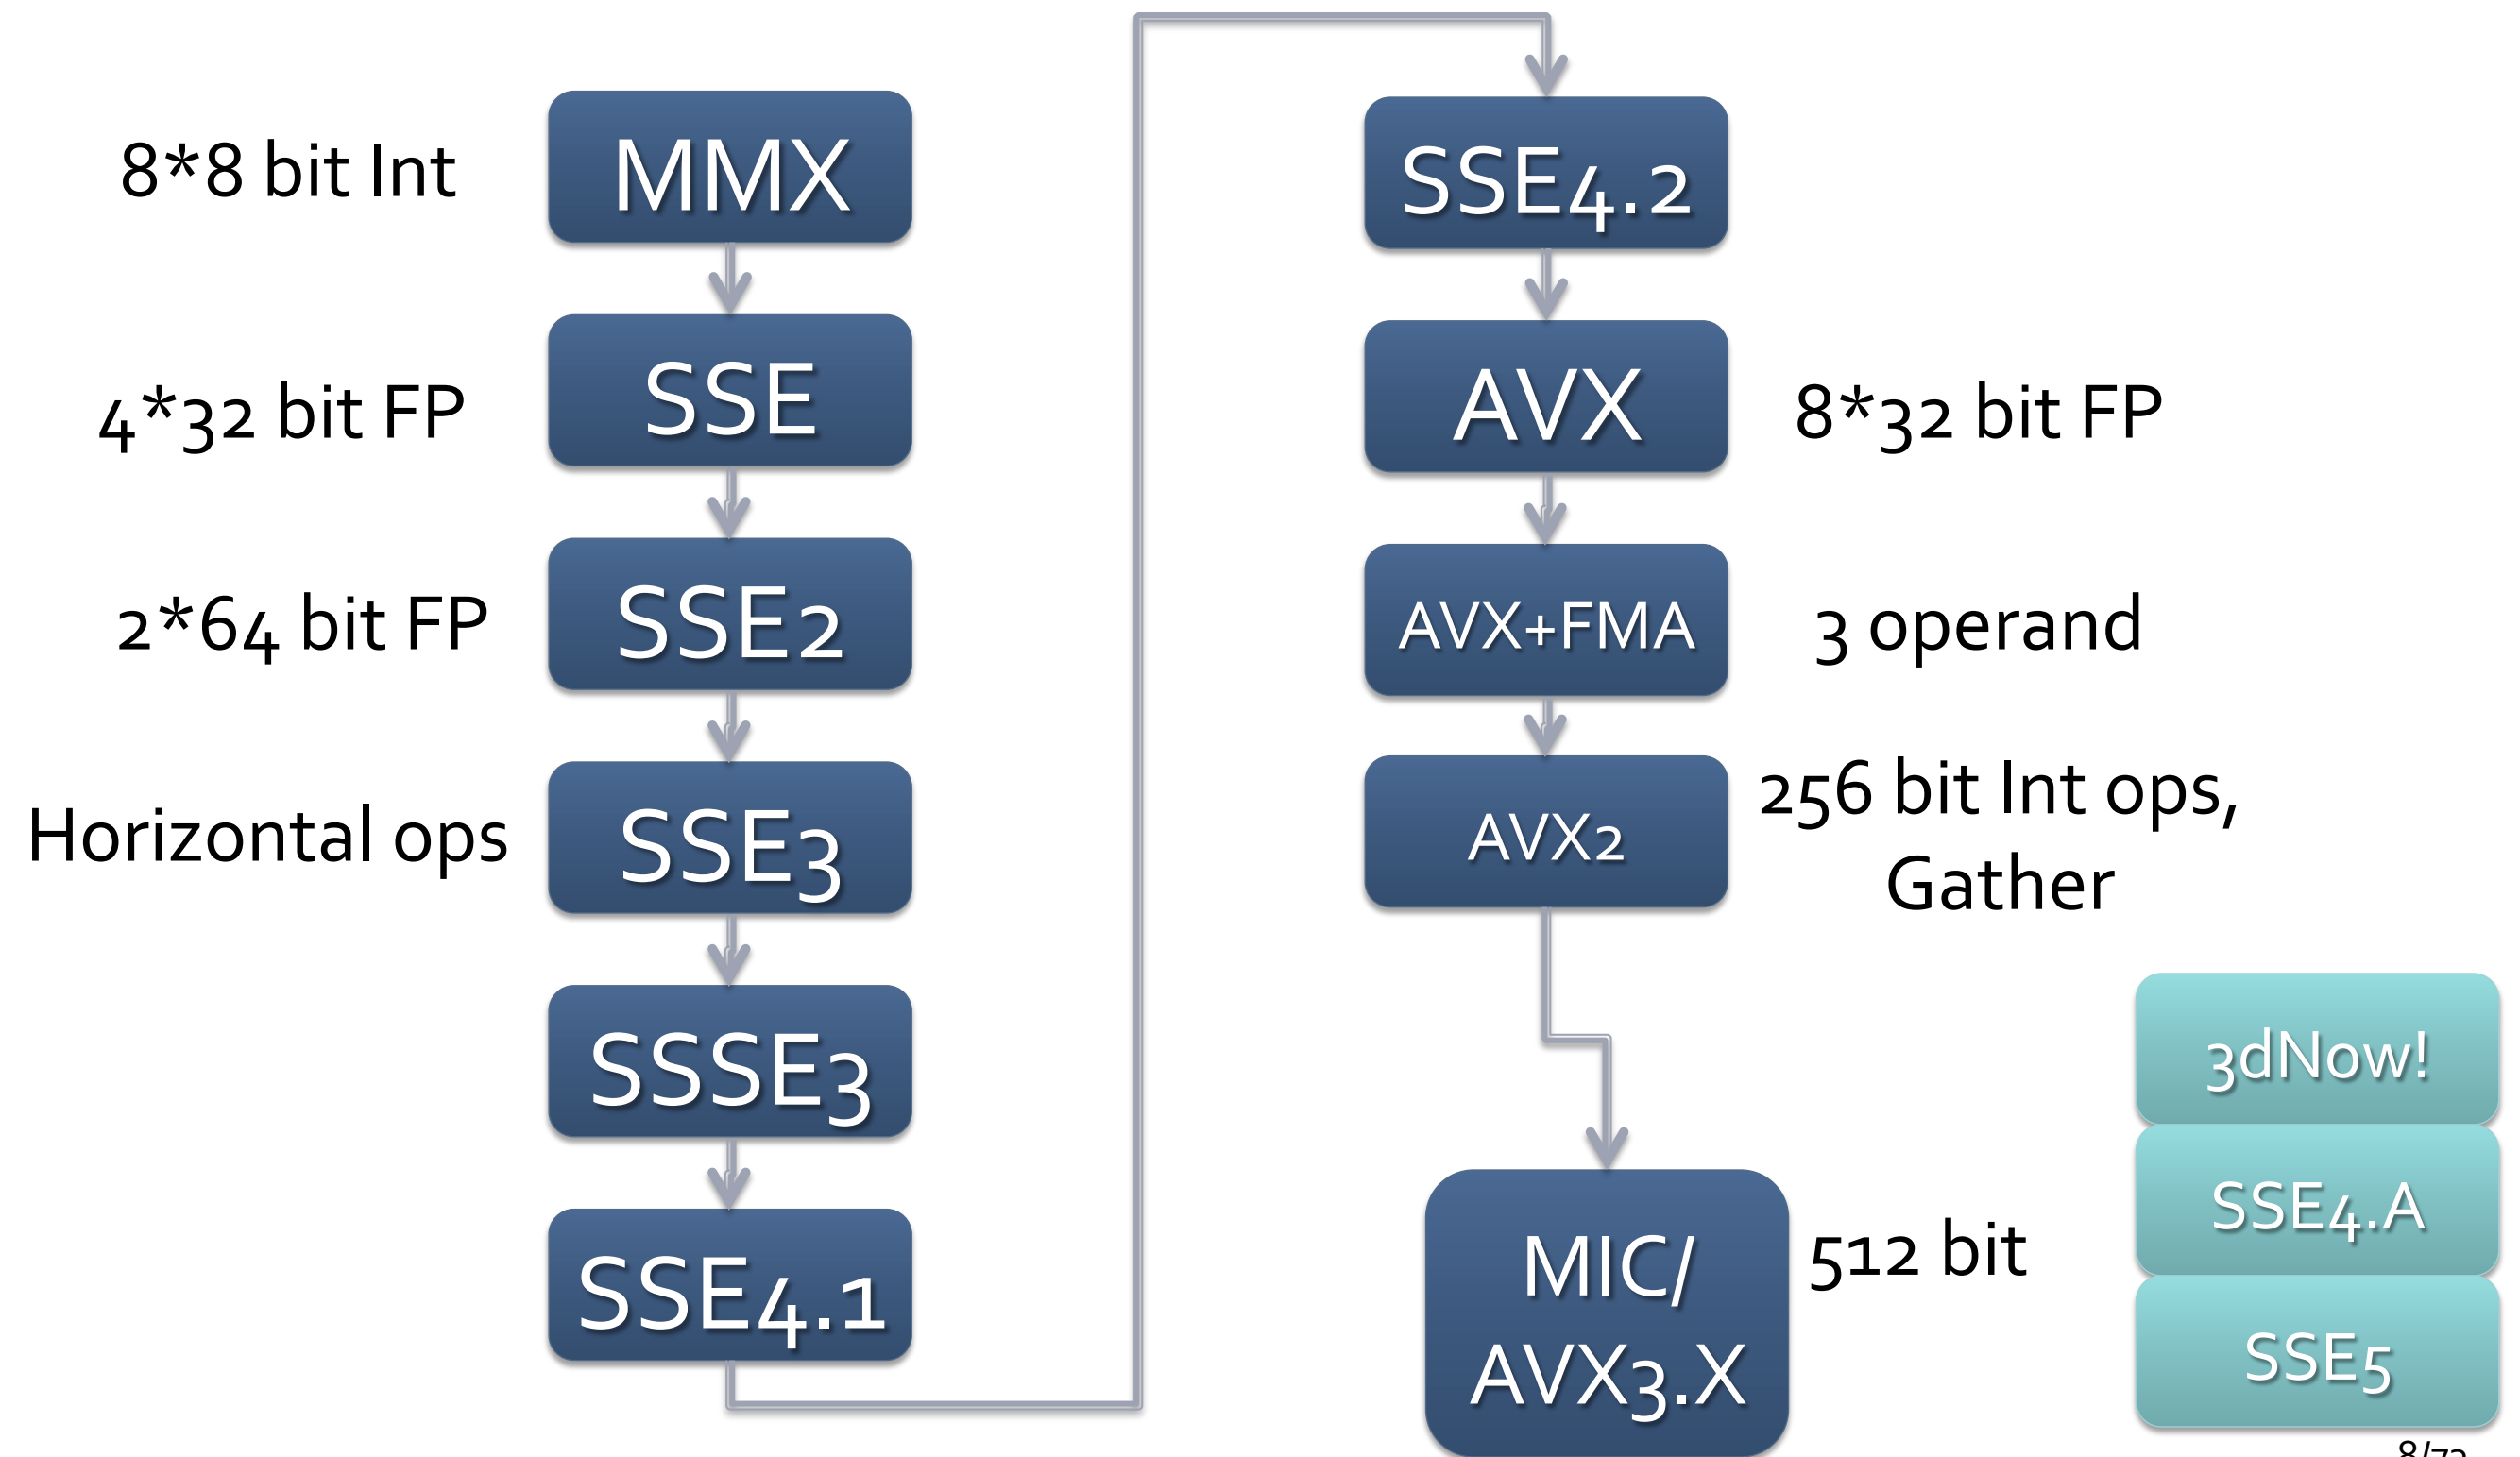 8*8 bit Int
MMX
4*32 bit FP
SSE
2*64 bit FP
SSE2
Horizontal ops
SSE3
SSSE3
SSE4.1
SSE4.2
AVX
8*32 bit FP
AVX+FMA
3 operand
AVX2
256 bit Int ops,
Gather
MIC/
AVX3.X
512 bit
3dNow!
SSE4.A
SSE5